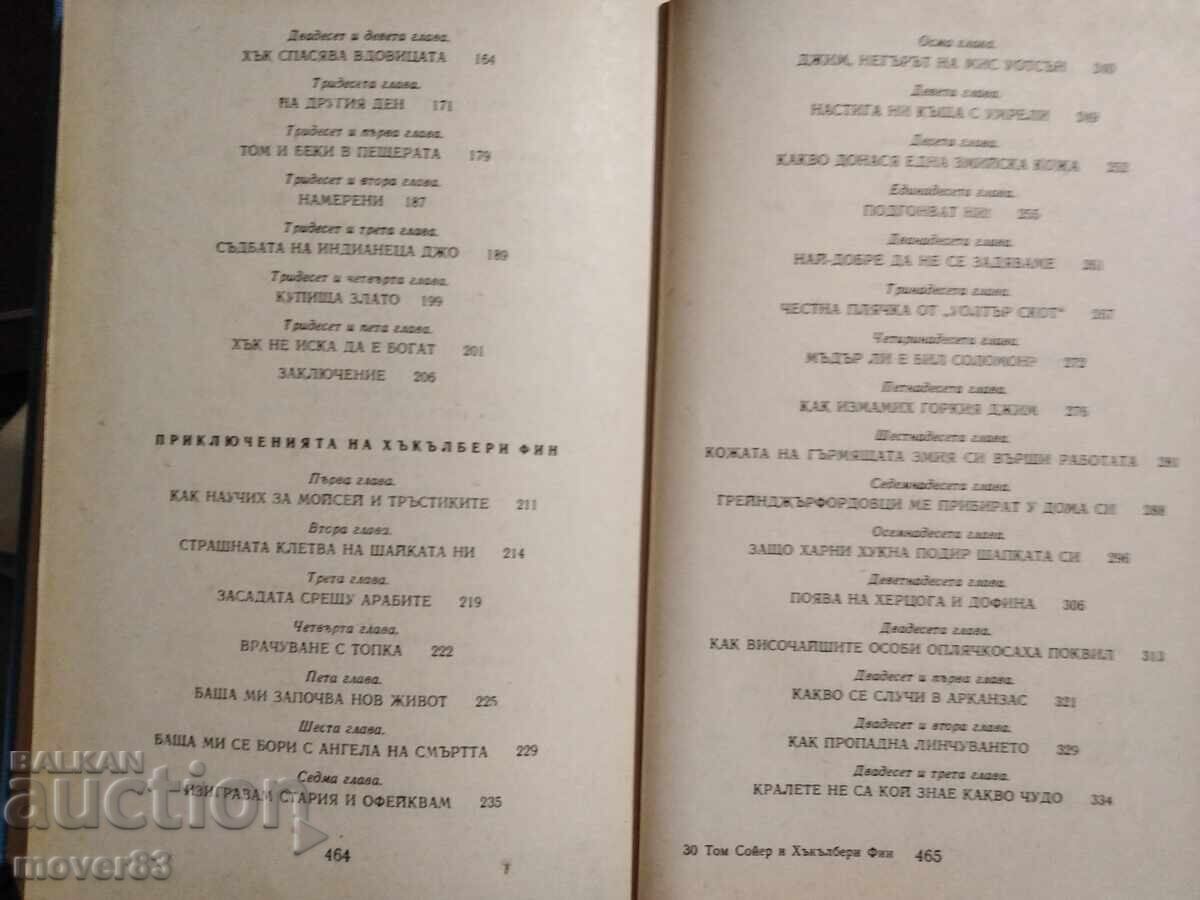 Двадесет и девета глава.
ХЪК СПАСЯВА ВДОВИЦАТА 164
Тридесета глава.
НА ДРУГИЯ ДЕН 171
Тридесет и първа глава.
ТОМ И БЕКИ В ПЕЩЕРАТА 179
Тридесет и втора глава.
НАМЕРЕНИ 187
Тридесет и трета глава.
СЪДБАТА НА ИНДИАНЕЦА ДЖО 189
Тридесет и четвърта глава.
КУПИЩА ЗЛАТО 199
Тридесет и пета глава.
ХЪК НЕ ИСКА ДА Е БОГАТ 201
ЗАКЛЮЧЕНИЕ 206
ПРИКЛЮЧЕНИЯТА НА ХЪКЪЛБЕРИ ФИН
Първа глава.
КАК НАУЧИХ ЗА МОЙСЕЙ И ТРЪСТИКИТЕ 211
Втора глава.
СТРАШНАТА КЛЕТВА НА ШАЙКАТА НИ 214
Трета глава.
ЗАСАДАТА СРЕЩУ АРАБИТЕ 219
Четвърта глава.
ВРАЧУВАНЕ С ТОПКА 222
Пета глава.
БАЩА МИ ЗАПОЧВА НОВ ЖИВОТ 225
Шеста глава.
БАЩА МИ СЕ БОРИ С АНГЕЛА НА СМЪРТТА 229
Седма глава.
ИЗИГРАВАМ СТАРИЯ И ОФЕЙКВАМ 235
464
Осма глава.
ДЖИМ, НЕГЪРЪТ НА МИС УОТСЪН 240
Девета глава.
НАСТИГА НИ КЪЩА С УМРЕЛИ 249
Десета глава.
КАКВО ДОНАСЯ ЕДНА ЗМИЙСКА КОЖА 252
Единадесета глава.
ПОДГОНВАТ НИ! 255
Дванадесета глава.
НАЙ-ДОБРЕ ДА НЕ СЕ ЗАДЯВАМЕ 261
Тринадесета глава.
ЧЕСТНА ПЛЯЧКА ОТ „УОЛТЪР СКОТ“ 267
Четиринадесета глава.
МЪДЪР ЛИ Е БИЛ СОЛОМОН? 272
Петнадесета глава.
КАК ИЗМАМИХ ГОРКИЯ ДЖИМ 276
Шестнадесета глава.
КОЖАТА НА ГЪРМЯЩАТА ЗМИЯ СИ ВЪРШИ РАБОТАТА 281
Седемнадесета глава.
ГРЕЙНДЖЪРФОРДОВЦИ МЕ ПРИБИРАТ У ДОМА СИ 288
Осемнадесета глава.
ЗАЩО ХАРНИ ХУКНА ПОДИР ШАПКАТА СИ 296
Деветнадесета глава.
ПОЯВА НА ХЕРЦОГА И ДОФИНА 306
Двадесета глава.
КАК ВИСОЧАЙШИТЕ ОСОБИ ОПЛЯЧКОСАХА ПОКВИЛ 313
Двадесет и първа глава.
КАКВО СЕ СЛУЧИ В АРКАНЗАС 321
Двадесет и втора глава.
КАК ПРОПАДНА ЛИНЧУВАНЕТО 329
Двадесет и трета глава.
КРАЛЕТЕ НЕ СА КОЙ ЗНАЕ КАКВО ЧУДО 334
30 Том Сойер и Хъкълбери Фин 465
BALKAN
auction
mover83